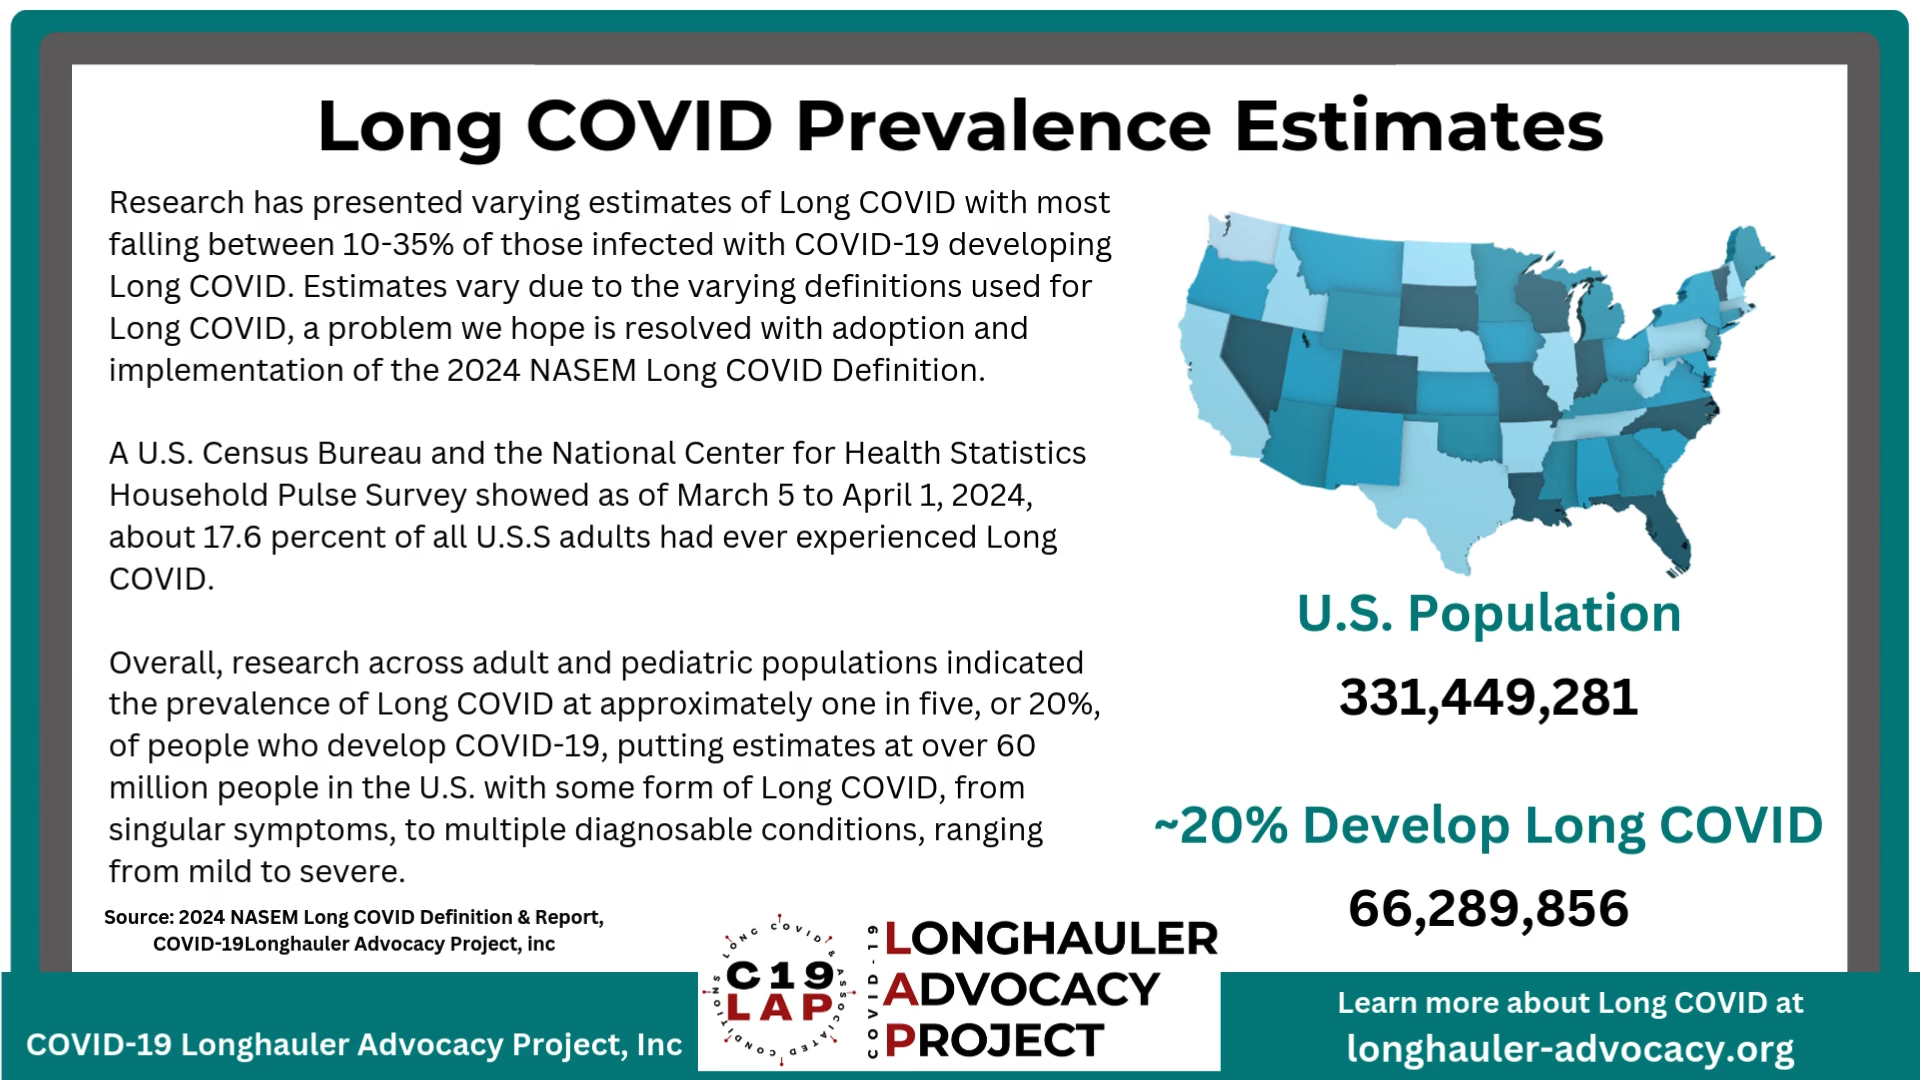 Long COVID Prevalence Estimates
Research has presented varying estimates of Long COVID with most
falling between 10-35% of those infected with COVID-19 developing
Long COVID. Estimates vary due to the varying definitions used for
Long COVID, a problem we hope is resolved with adoption and
implementation of the 2024 NASEM Long COVID Definition.
A U.S. Census Bureau and the National Center for Health Statistics
Household Pulse Survey showed as of March 5 to April 1, 2024,
about 17.6 percent of all U.S.S adults had ever experienced Long
COVID.
Overall, research across adult and pediatric populations indicated
the prevalence of Long COVID at approximately one in five, or 20%,
of people who develop COVID-19, putting estimates at over 60
million people in the U.S. with some form of Long COVID, from
singular symptoms, to multiple diagnosable conditions, ranging
from mild to severe.
Source: 2024 NASEM Long COVID Definition & Report,
COVID-19Longhauler Advocacy Project, inc
U.S. Population
331,449,281
~20% Develop Long COVID
66,289,856
COVID-19 Longhauler Advocacy Project, Inc
LONG COVID & ASSOCIATED CONDITIONS
C19
LAP
COVID-19
LONGHAULER
ADVOCACY
PROJECT
Learn more about Long COVID at
longhauler-advocacy.org